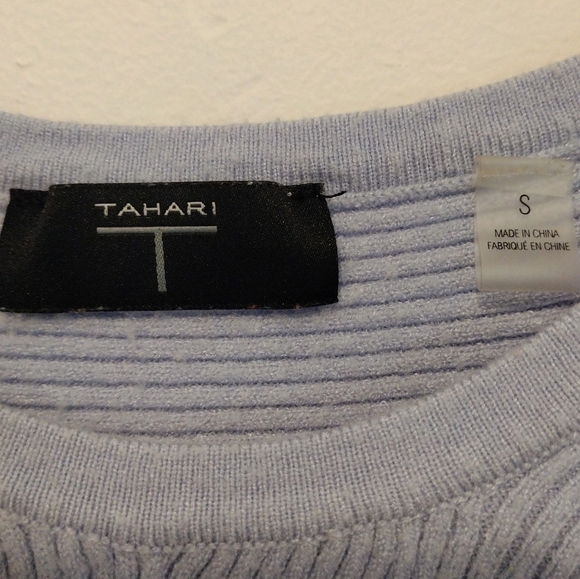 TAHARI
T
S
MADE IN CHINA
FABRIQUÉ EN CHINE